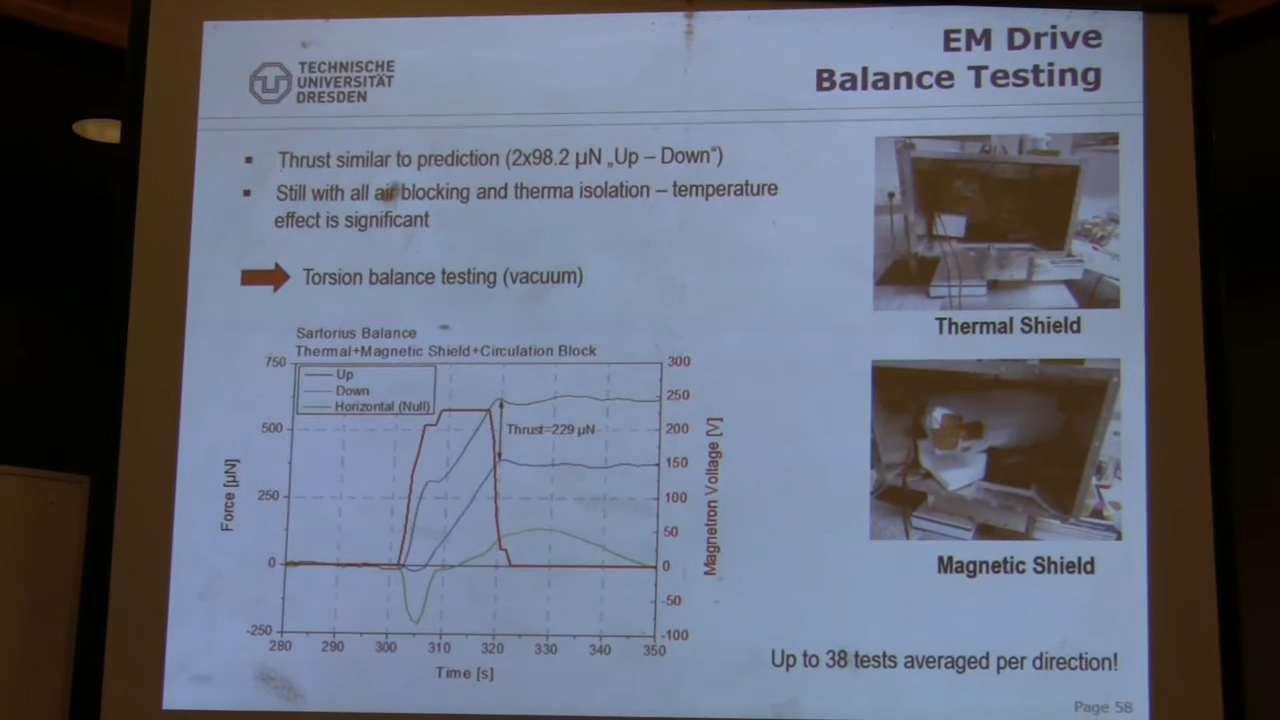 TECHNISCHE
UNIVERSITÄT
DRESDEN
EM Drive
Balance Testing
▪ Thrust similar to prediction (2x98.2 µN „Up – Down“)
▪ Still with all air blocking and therma isolation – temperature
effect is significant
Torsion balance testing (vacuum)
Thermal Shield
Sartorius Balance
Thermal+Magnetic Shield+Circulation Block
Up
Down
Horizontal (Null)
Thrust=229 µN
Force [µN]
750
500
250
0
-250
Magnetron Voltage [V]
300
250
200
150
100
50
0
-50
-100
280 290 300 310 320 330 340 350
Time [s]
Magnetic Shield
Up to 38 tests averaged per direction!
Page 58